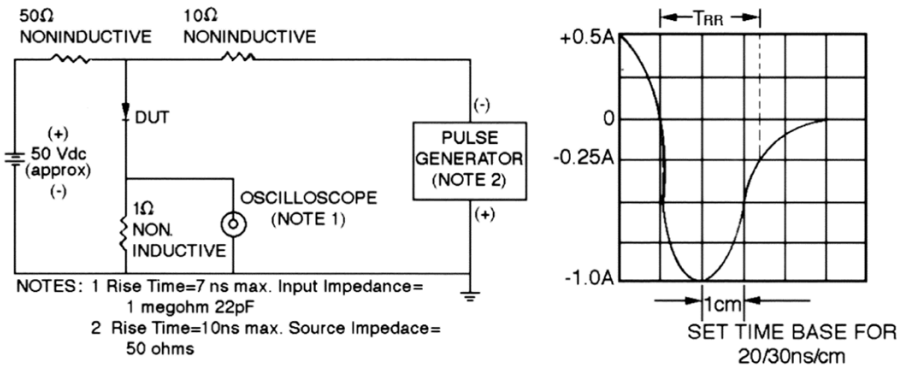 50Ω
NONINDUCTIVE
10Ω
NONINDUCTIVE
DUT
(+)
50 Vdc
(approx)
(-)
1Ω
NON.
INDUCTIVE
OSCILLOSCOPE
(NOTE 1)
(-)
PULSE
GENERATOR
(NOTE 2)
(+)
NOTES: 1 Rise Time=7 ns max. Input Impedance=
1 megohm 22pF
2 Rise Time=10ns max. Source Impedace=
50 ohms
TRR
+0.5A
0
-0.25A
-1.0A
1cm
SET TIME BASE FOR
20/30ns/cm